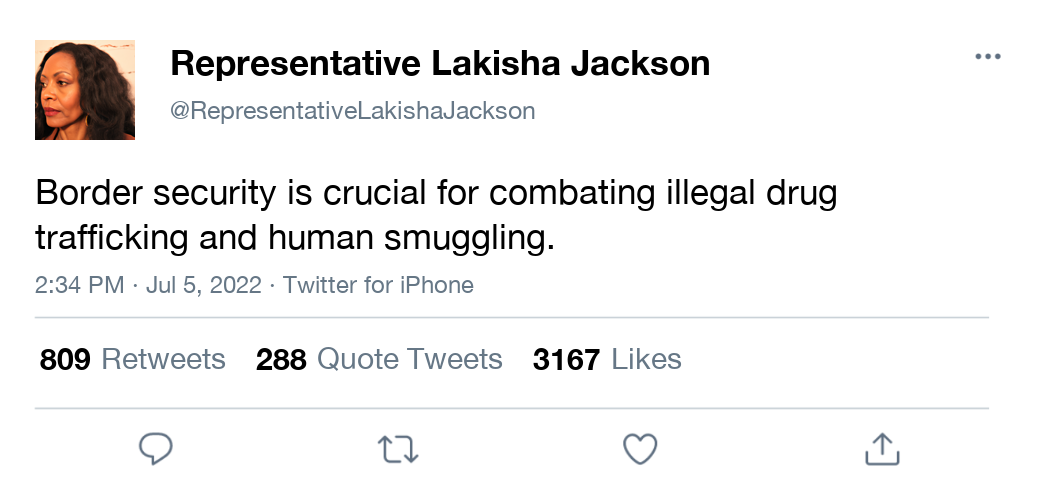 Representative Lakisha Jackson
@RepresentativeLakishaJackson
Border security is crucial for combating illegal drug
trafficking and human smuggling.
2:34 PM · Jul 5, 2022 · Twitter for iPhone
809 Retweets 288 Quote Tweets 3167 Likes